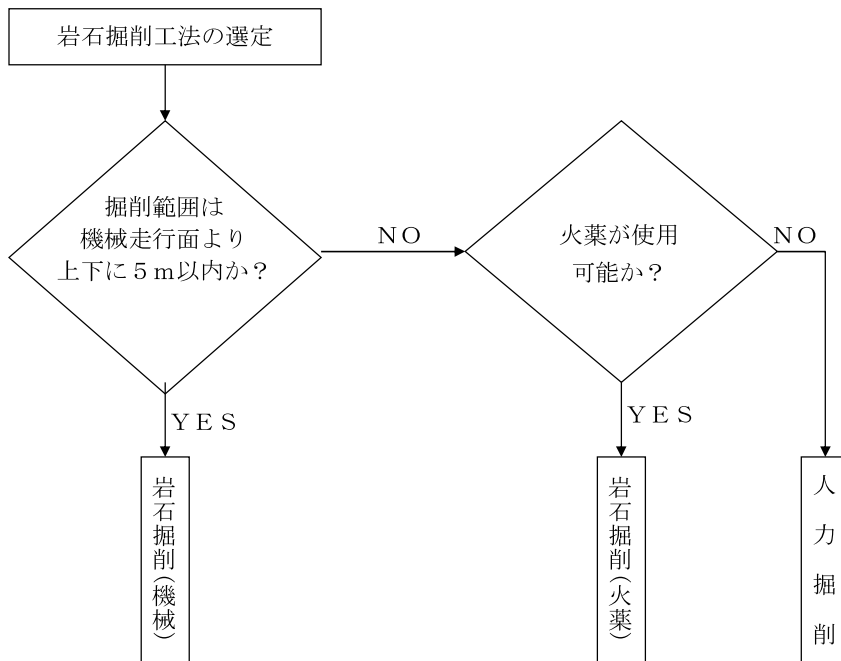 岩石掘削工法の選定
掘削範囲は
機械走行面より
上下に５ｍ以内か？
ＮＯ
火薬が使用
可能か？
ＮＯ
ＹＥＳ
ＹＥＳ
岩石掘削(機械)
岩石掘削(火薬)
人力掘削